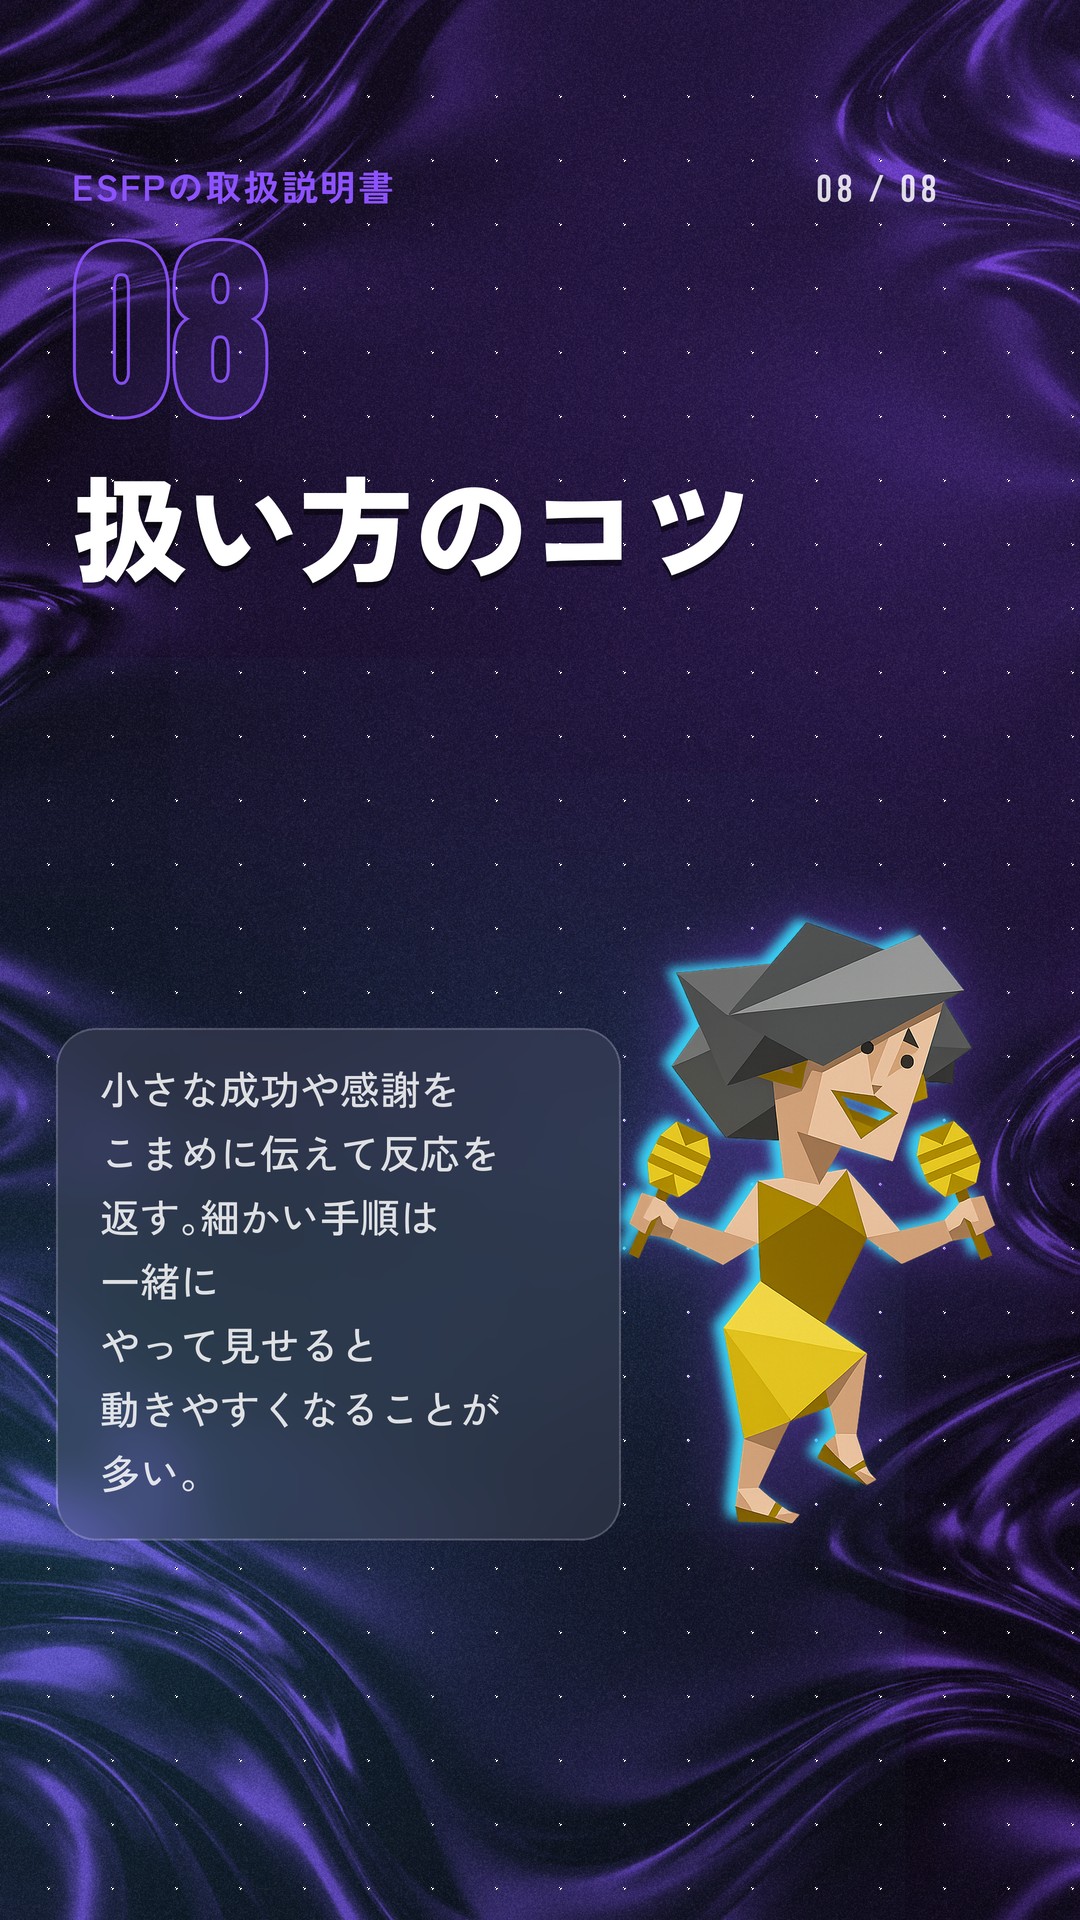 ESFPの取扱説明書
08 / 08
08
扱い方のコツ
小さな成功や感謝を
こまめに伝えて反応を
返す。細かい手順は
一緒に
やって見せると
動きやすくなることが
多い。